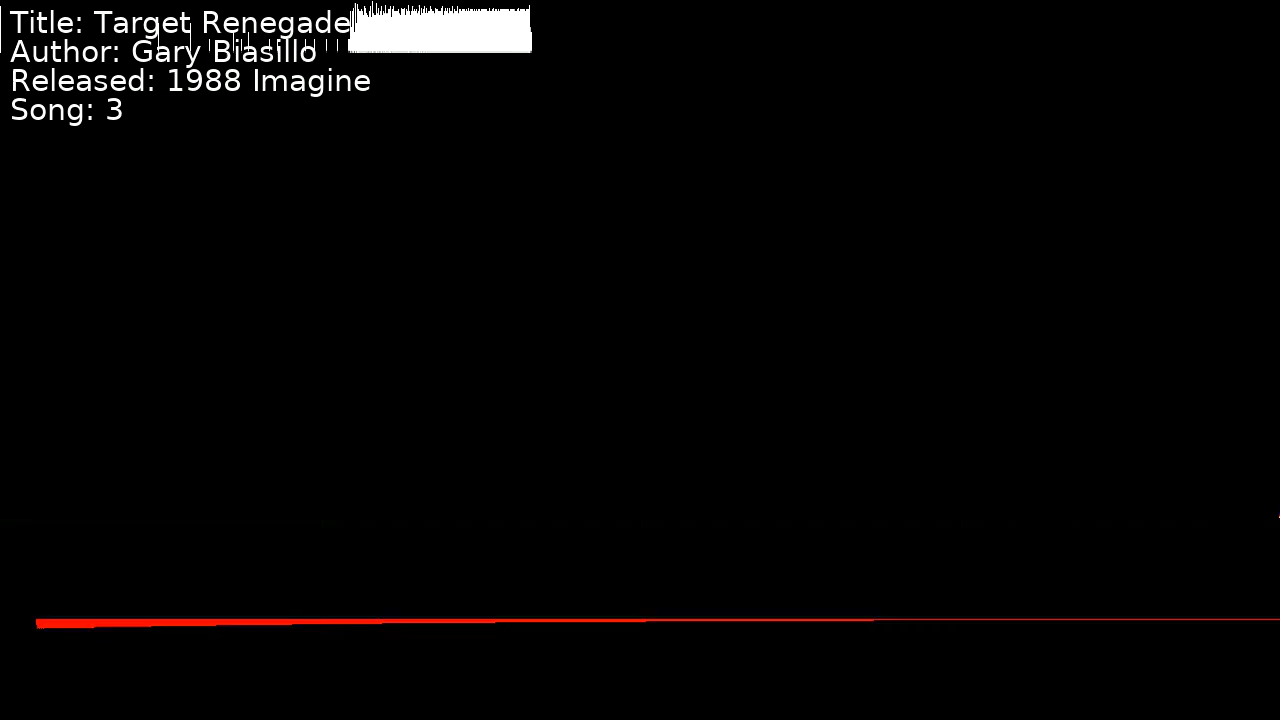 Title: Target Renegade
Author: Gary Biasillo
Released: 1988 Imagine
Song: 3